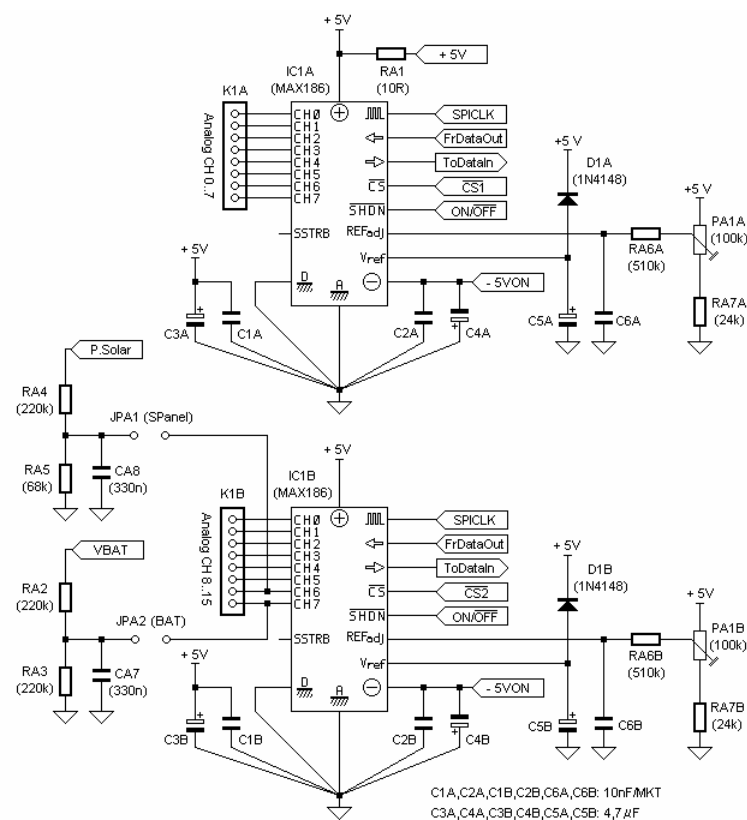 + 5V
+ 5V
RA1
(10R)
IC1A
(MAX186)
K1A
Analog CH 0..7
CH0
CH1
CH2
CH3
CH4
CH5
CH6
CH7
SPICLK
FrDataOut
ToDataIn
CS
CS1
SHDN
ON/OFF
SSTRB
REFadj
Vref
D
A
- 5VON
+5 V
D1A
(1N4148)
+5 V
PA1A
(100k)
RA6A
(510k)
RA7A
(24k)
+ 5V
C3A
C1A
C2A
C4A
C5A
C6A
P.Solar
RA4
(220k)
JPA1 (SPanel)
RA5
(68k)
CA8
(330n)
VBAT
RA2
(220k)
JPA2 (BAT)
RA3
(220k)
CA7
(330n)
+ 5V
IC1B
(MAX186)
K1B
Analog CH 8..15
CH0
CH1
CH2
CH3
CH4
CH5
CH6
CH7
SPICLK
FrDataOut
ToDataIn
CS
CS2
SHDN
ON/OFF
SSTRB
REFadj
Vref
D
A
- 5VON
+ 5V
D1B
(1N4148)
+5 V
PA1B
(100k)
RA6B
(510k)
RA7B
(24k)
+ 5V
C3B
C1B
C2B
C4B
C5B
C6B
C1A,C2A,C1B,C2B,C6A,C6B: 10nF/MKT
C3A,C4A,C3B,C4B,C5A,C5B: 4,7 µF